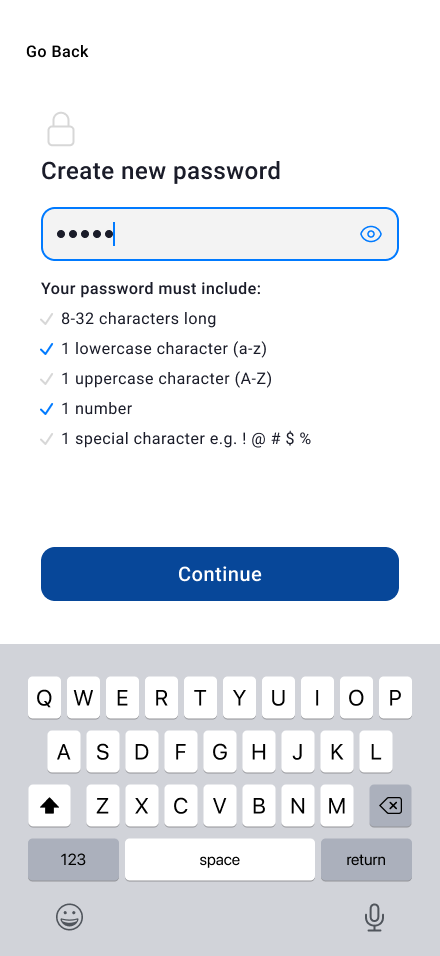 Go Back
Create new password
•••••
Your password must include:
8-32 characters long
1 lowercase character (a-z)
1 uppercase character (A-Z)
1 number
1 special character e.g. ! @ # $ %
Continue
Q W E R T Y U I O P
A S D F G H J K L
Z X C V B N M
123 space return